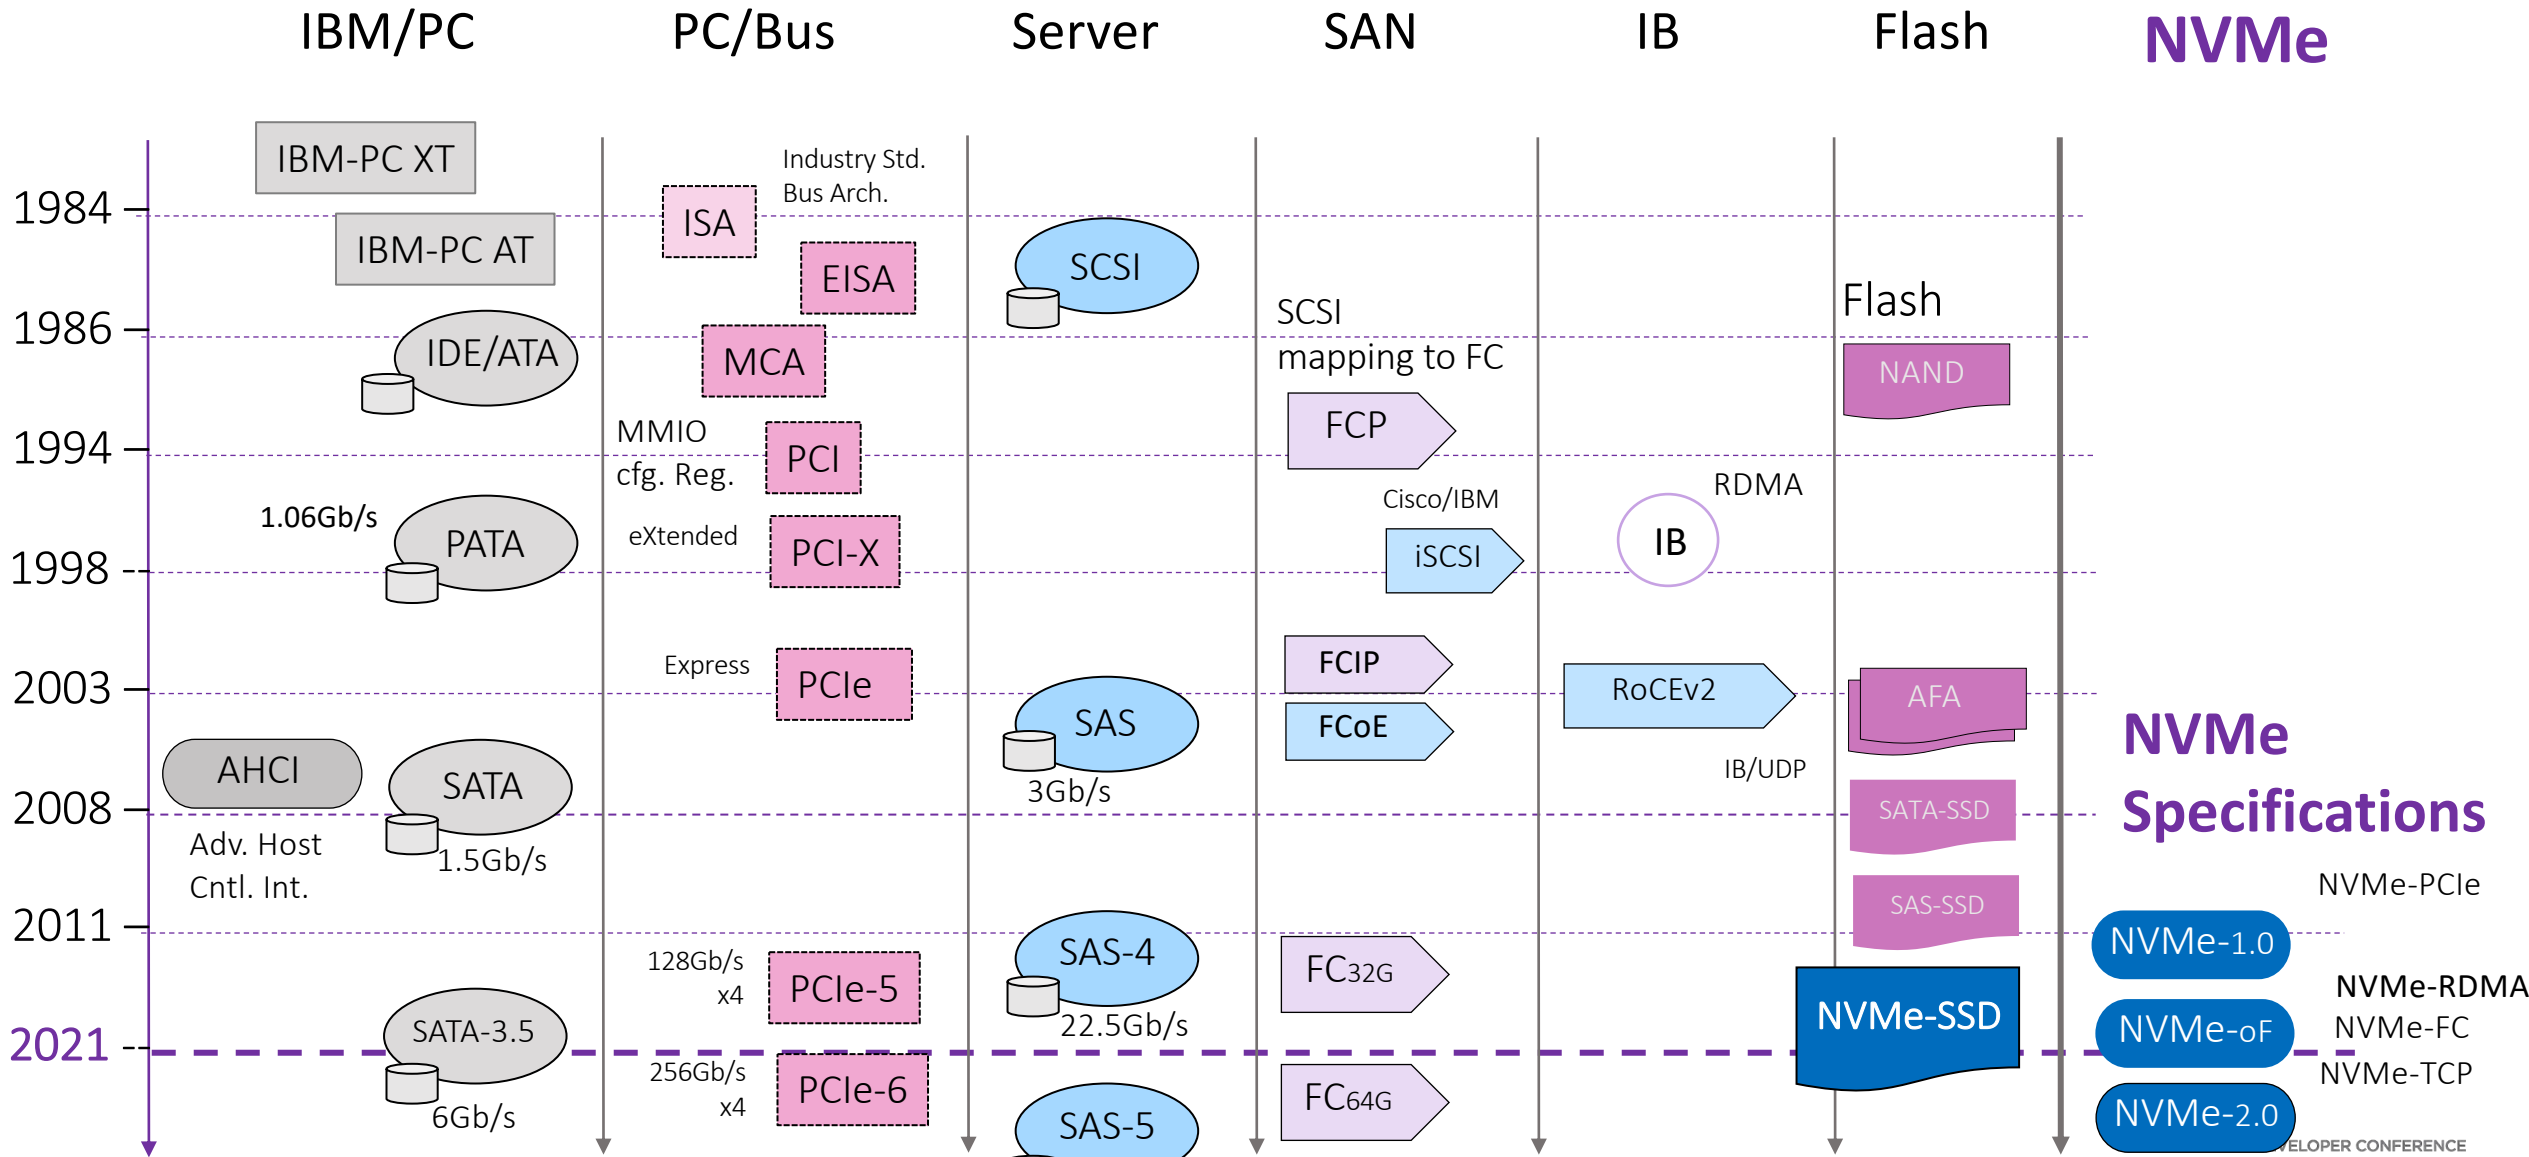 IBM/PC
PC/Bus
Server
SAN
IB
Flash
NVMe
IBM-PC XT
Industry Std.
Bus Arch.
1984
ISA
IBM-PC AT
EISA
SCSI
SCSI
mapping to FC
Flash
1986
IDE/ATA
MCA
NAND
MMIO
cfg. Reg.
FCP
1994
PCI
RDMA
1.06Gb/s
PATA
eXtended
PCI-X
Cisco/IBM
iSCSI
IB
1998
Express
PCIe
FCIP
RoCEv2
AFA
2003
SAS
FCoE
IB/UDP
3Gb/s
NVMe
Specifications
AHCI
SATA
SATA-SSD
2008
Adv. Host
Cntl. Int.
1.5Gb/s
NVMe-PCIe
SAS-SSD
2011
NVMe-1.0
128Gb/s
x4
PCIe-5
SAS-4
22.5Gb/s
FC32G
NVMe-SSD
NVMe-RDMA
NVMe-oF
NVMe-FC
2021
SATA-3.5
6Gb/s
256Gb/s
x4
PCIe-6
SAS-5
FC64G
NVMe-TCP
NVMe-2.0
VELOPER CONFERENCE